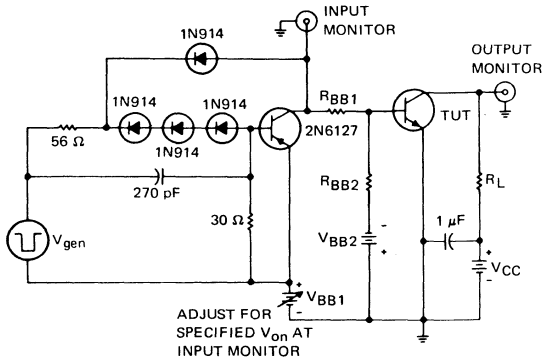 INPUT
MONITOR
1N914
OUTPUT
MONITOR
1N914
1N914
RBB1
2N6127
TUT
56 Ω
1N914
270 pF
RBB2
RL
30 Ω
1 μF
Vgen
-
VBB2
+
+
VCC
-
+
VBB1
-
ADJUST FOR
SPECIFIED Von AT
INPUT MONITOR